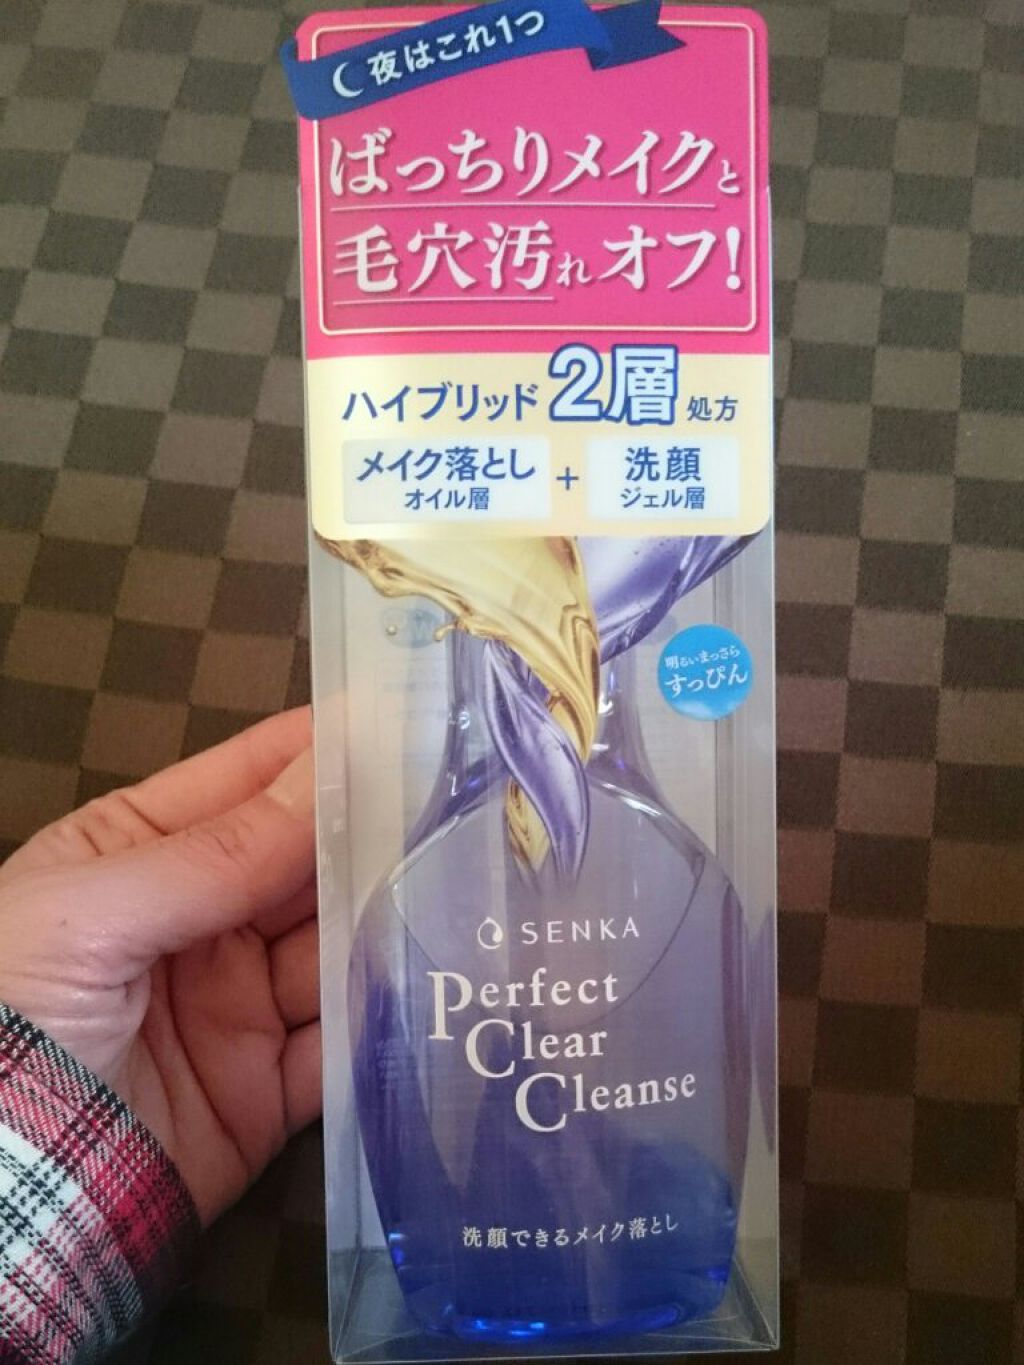 夜はこれ1つ
ばっちりメイクと
毛穴汚れオフ!
ハイブリッド2層処方
メイク落とし + 洗顔
オイル層 ジェル層
明るいまっさら
すっぴん
SENKA
Perfect
Clear
Cleanse
洗顔できるメイク落とし